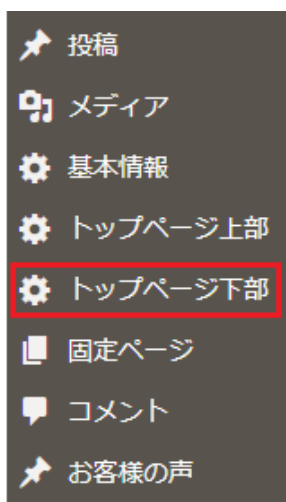 投稿
メディア
基本情報
トップページ上部
トップページ下部
固定ページ
コメント
お客様の声